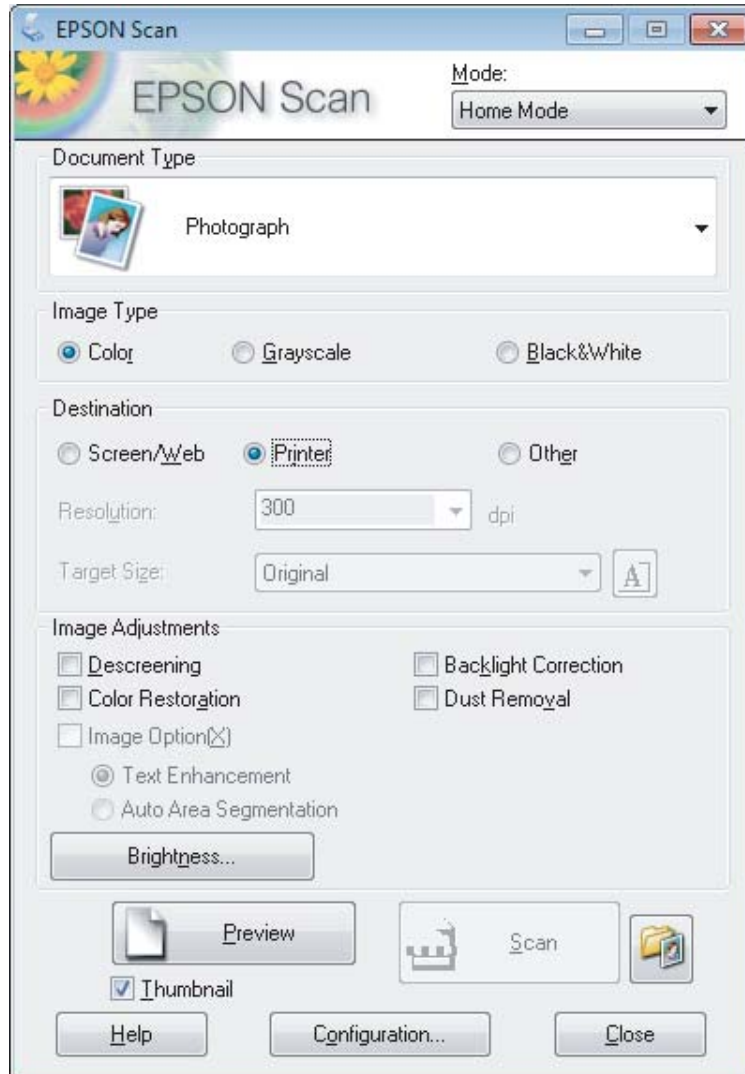 EPSON Scan
EPSON Scan
Mode:
Home Mode
Document Type
Photograph
Image Type
Color
Grayscale
Black&White
Destination
Screen/Web
Printer
Other
Resolution:
300
dpi
Target Size:
Original
A
Image Adjustments
Descreening
Backlight Correction
Color Restoration
Dust Removal
Image Option(X)
Text Enhancement
Auto Area Segmentation
Brightness...
Preview
Scan
Thumbnail
Help
Configuration...
Close